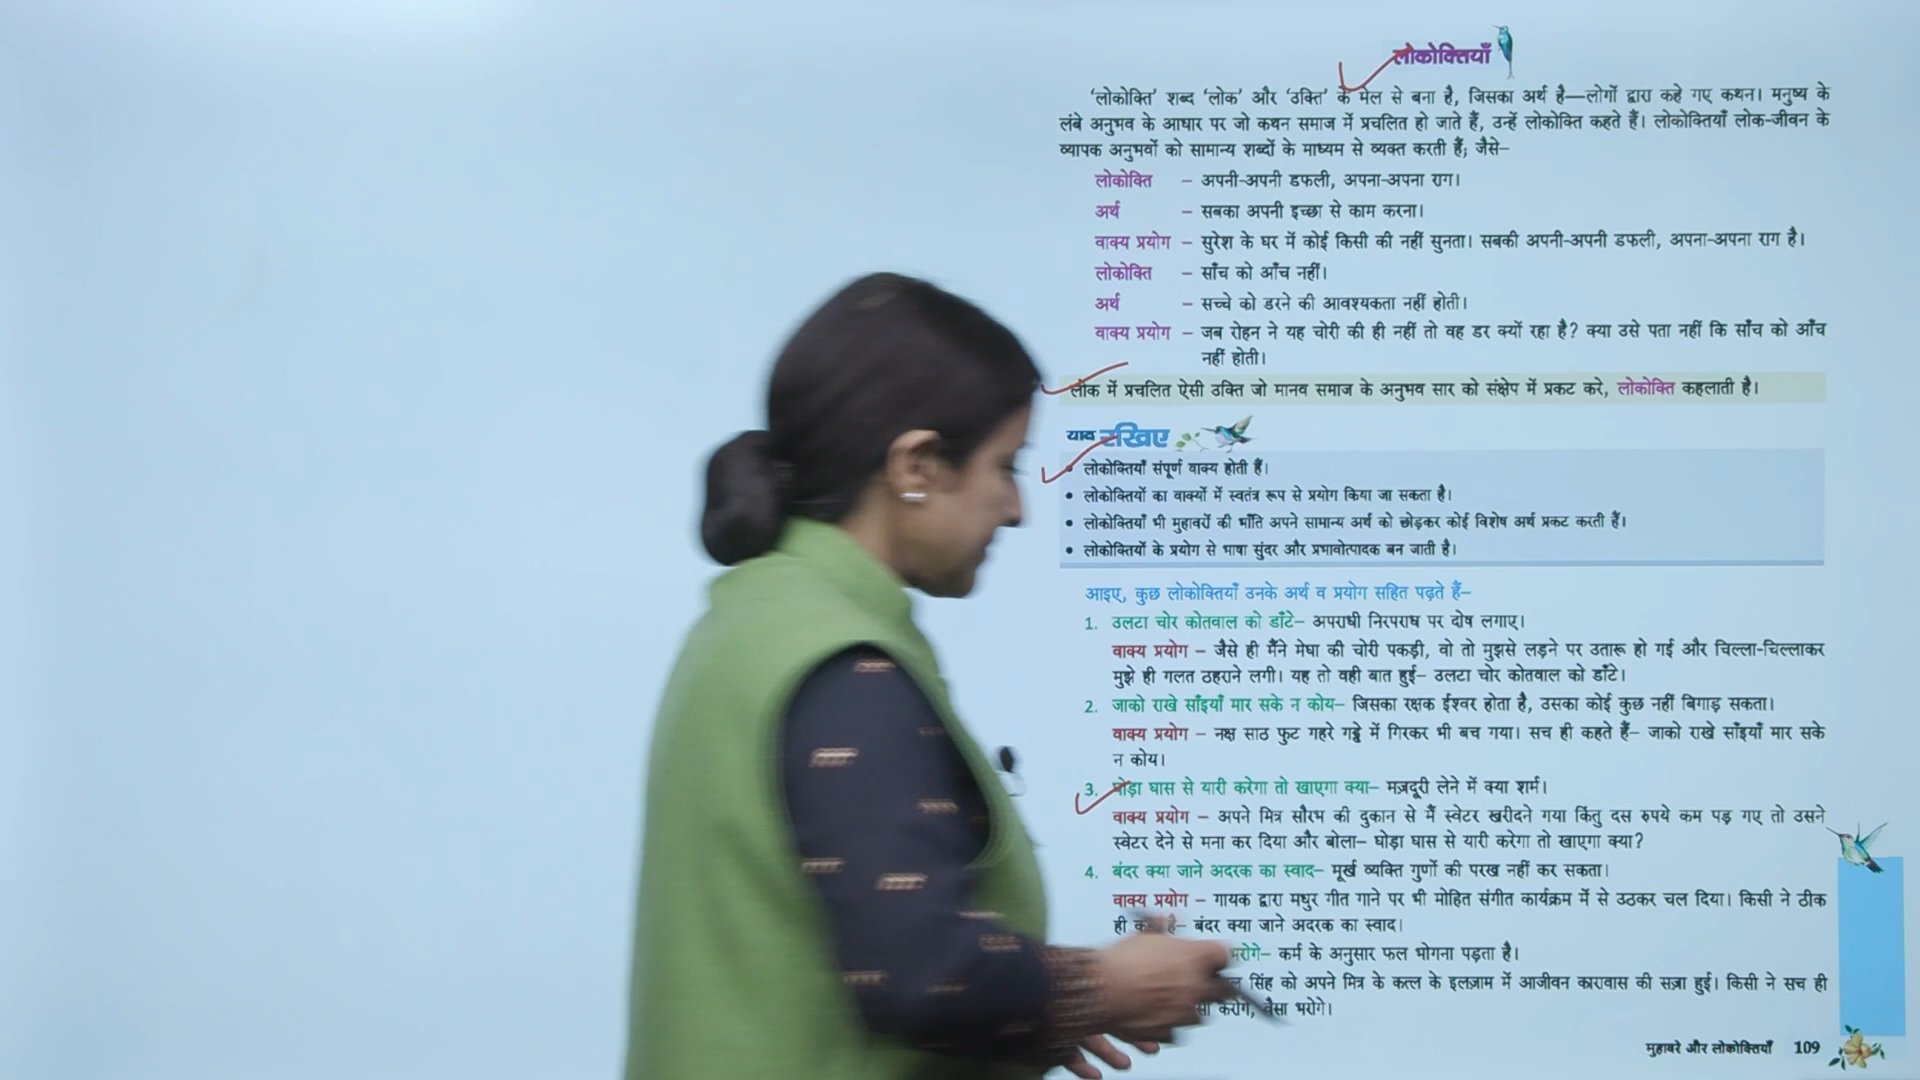 लोकोक्तियाँ
'लोकोक्ति' शब्द 'लोक' और 'उक्ति' के मेल से बना है, जिसका अर्थ है—लोगों द्वारा कहे गए कथन। मनुष्य के
लंबे अनुभव के आधार पर जो कथन समाज में प्रचलित हो जाते हैं, उन्हें लोकोक्ति कहते हैं। लोकोक्तियाँ लोक-जीवन के
व्यापक अनुभवों को सामान्य शब्दों के माध्यम से व्यक्त करती हैं; जैसे–
लोकोक्ति – अपनी-अपनी डफली, अपना-अपना राग।
अर्थ – सबका अपनी इच्छा से काम करना।
वाक्य प्रयोग – सुरेश के घर में कोई किसी की नहीं सुनता। सबकी अपनी-अपनी डफली, अपना-अपना राग है।
लोकोक्ति – साँच को आँच नहीं।
अर्थ – सच्चे को डरने की आवश्यकता नहीं होती।
वाक्य प्रयोग – जब रोहन ने यह चोरी की ही नहीं तो वह डर क्यों रहा है? क्या उसे पता नहीं कि साँच को आँच
नहीं होती।
लोक में प्रचलित ऐसी उक्ति जो मानव समाज के अनुभव सार को संक्षेप में प्रकट करे, लोकोक्ति कहलाती है।
याद रखिए
• लोकोक्तियाँ संपूर्ण वाक्य होती हैं।
• लोकोक्तियों का वाक्यों में स्वतंत्र रूप से प्रयोग किया जा सकता है।
• लोकोक्तियाँ भी मुहावरों की भाँति अपने सामान्य अर्थ को छोड़कर कोई विशेष अर्थ प्रकट करती हैं।
• लोकोक्तियों के प्रयोग से भाषा सुंदर और प्रभावोत्पादक बन जाती है।
आइए, कुछ लोकोक्तियाँ उनके अर्थ व प्रयोग सहित पढ़ते हैं–
1. उलटा चोर कोतवाल को डाँटे– अपराधी निरपराध पर दोष लगाए।
वाक्य प्रयोग – जैसे ही मैंने मेघा की चोरी पकड़ी, वो तो मुझसे लड़ने पर उतारू हो गई और चिल्ला-चिल्लाकर
मुझे ही गलत ठहराने लगी। यह तो वही बात हुई– उलटा चोर कोतवाल को डाँटे।
2. जाको राखे साँइयाँ मार सके न कोय– जिसका रक्षक ईश्वर होता है, उसका कोई कुछ नहीं बिगाड़ सकता।
वाक्य प्रयोग – नक्ष साठ फुट गहरे गड्ढे में गिरकर भी बच गया। सच ही कहते हैं– जाको राखे साँइयाँ मार सके
न कोय।
3. घोड़ा घास से यारी करेगा तो खाएगा क्या– मज़दूरी लेने में क्या शर्म।
वाक्य प्रयोग – अपने मित्र सौरभ की दुकान से मैं स्वेटर खरीदने गया किंतु दस रुपये कम पड़ गए तो उसने
स्वेटर देने से मना कर दिया और बोला– घोड़ा घास से यारी करेगा तो खाएगा क्या?
4. बंदर क्या जाने अदरक का स्वाद– मूर्ख व्यक्ति गुणों की परख नहीं कर सकता।
वाक्य प्रयोग – गायक द्वारा मधुर गीत गाने पर भी मोहित संगीत कार्यक्रम में से उठकर चल दिया। किसी ने ठीक
ही है– बंदर क्या जाने अदरक का स्वाद।
भरोगे– कर्म के अनुसार फल भोगना पड़ता है।
सिंह को अपने मित्र के कत्ल के इलज़ाम में आजीवन कारावास की सज़ा हुई। किसी ने सच ही
करोगे, वैसा भरोगे।
मुहावरे और लोकोक्तियाँ 109